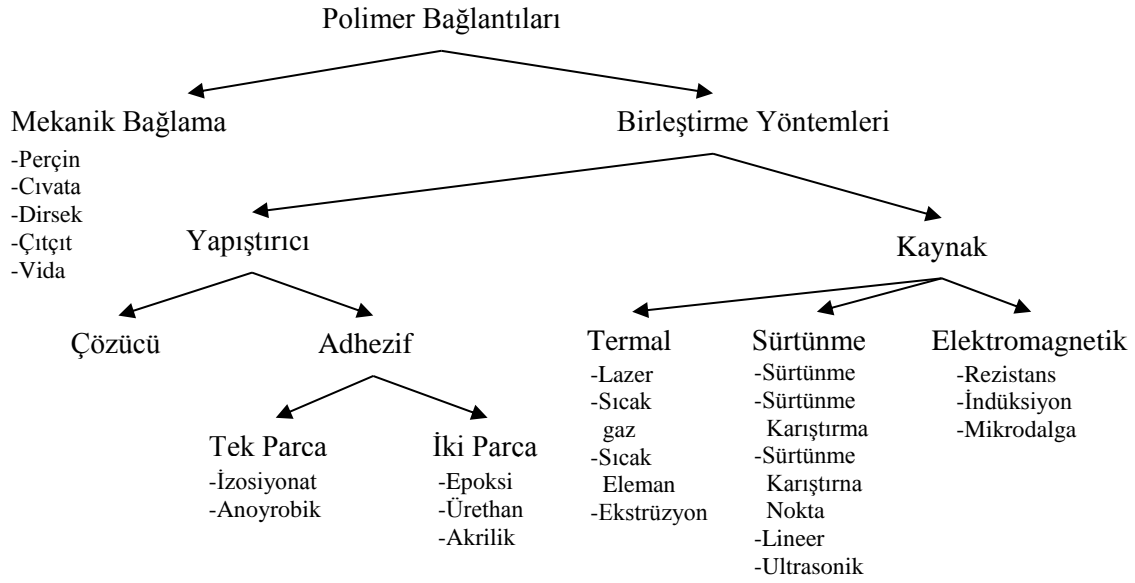 Polimer Bağlantıları
Mekanik Bağlama
-Perçin
-Cıvata
-Dirsek
-Çıtçıt
-Vida
Birleştirme Yöntemleri
Yapıştırıcı
Kaynak
Çözücü
Adhezif
Tek Parca
-İzosiyonat
-Anoyrobik
İki Parca
-Epoksi
-Ürethan
-Akrilik
Termal
-Lazer
-Sıcak
gaz
-Sıcak
Eleman
-Ekstrüzyon
Sürtünme
-Sürtünme
-Sürtünme
Karıştırma
-Sürtünme
Karıştırna
Nokta
-Lineer
-Ultrasonik
Elektromagnetik
-Rezistans
-İndüksiyon
-Mikrodalga